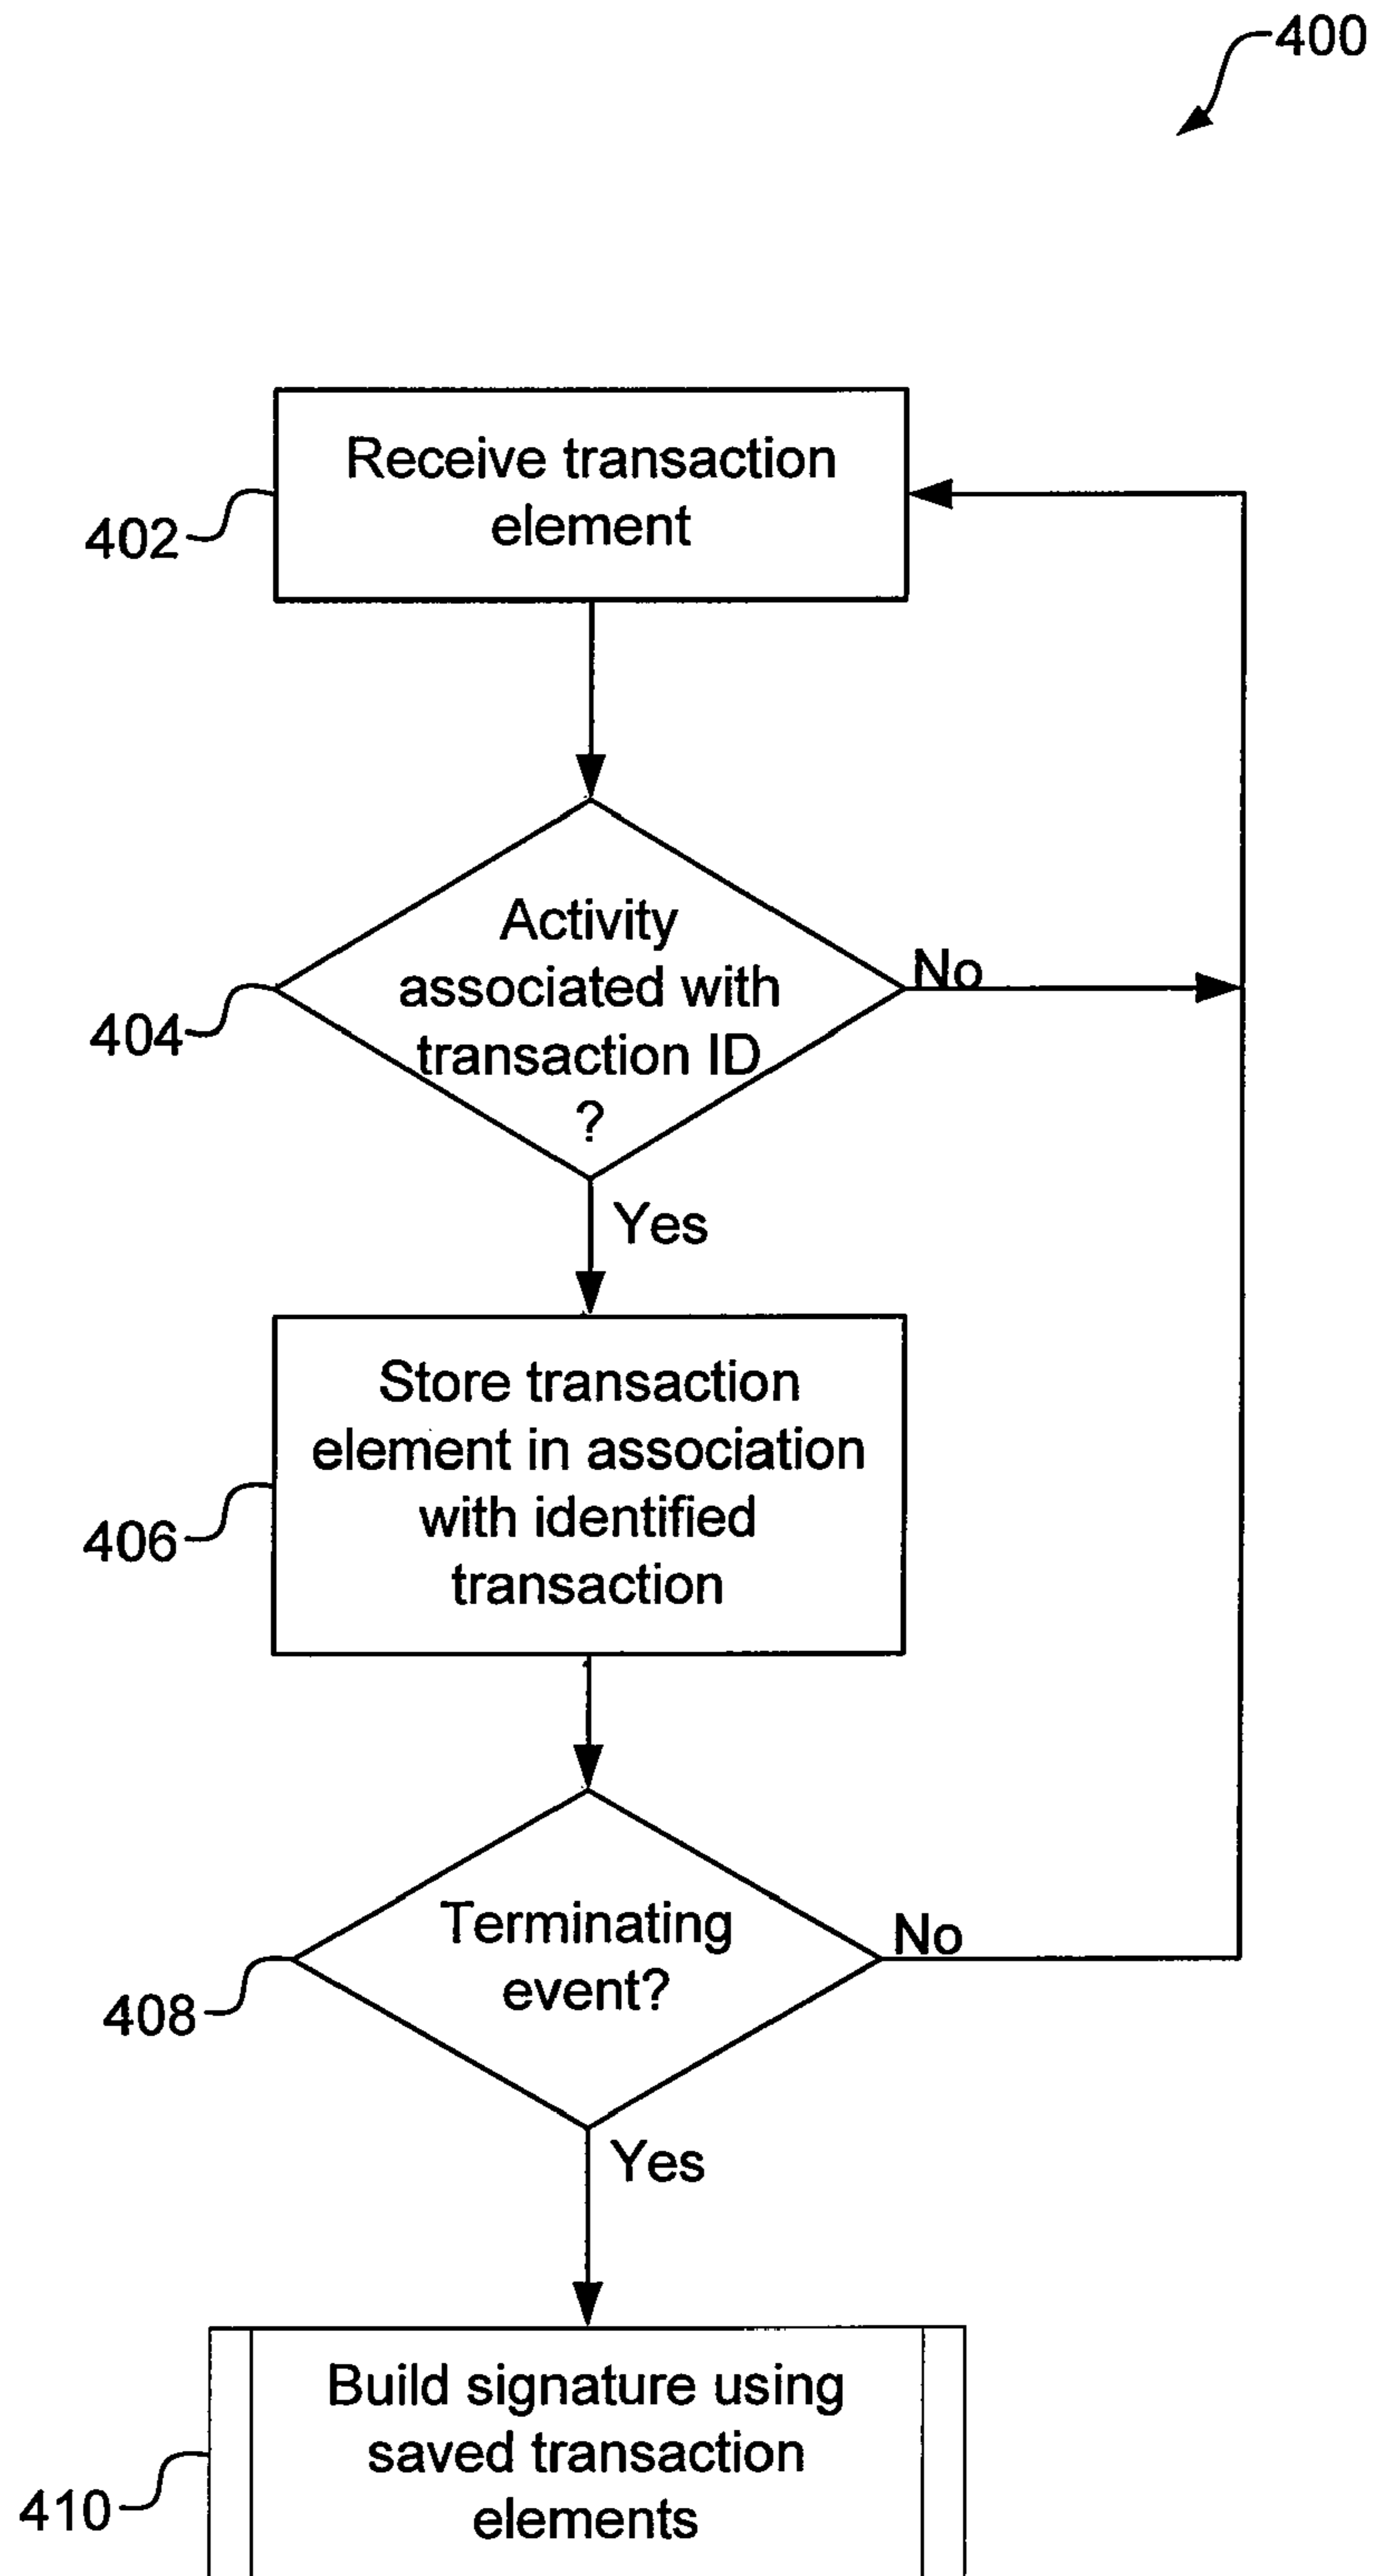 400
Receive transaction
element
402
Activity
associated with
transaction ID
?
No
404
Yes
Store transaction
element in association
with identified
transaction
406
Terminating
event?
No
408
Yes
Build signature using
saved transaction
elements
410